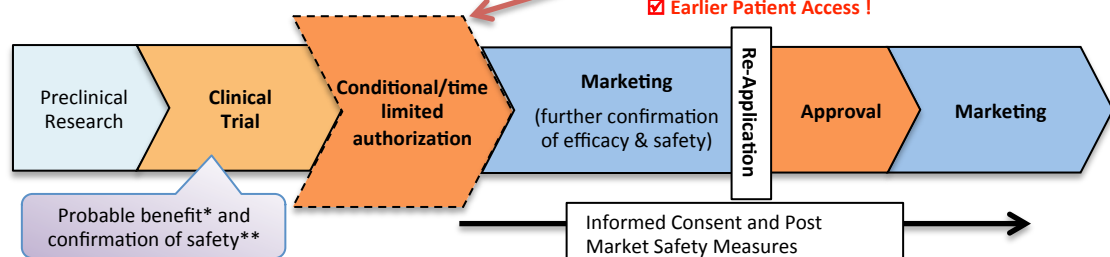 ☑ Earlier Patient Access !
Preclinical
Research
Clinical
Trial
Conditional/time
limited
authorization
Marketing
(further confirmation
of efficacy & safety)
Re-Application
Approval
Marketing
Probable benefit* and
confirmation of safety**
Informed Consent and Post
Market Safety Measures